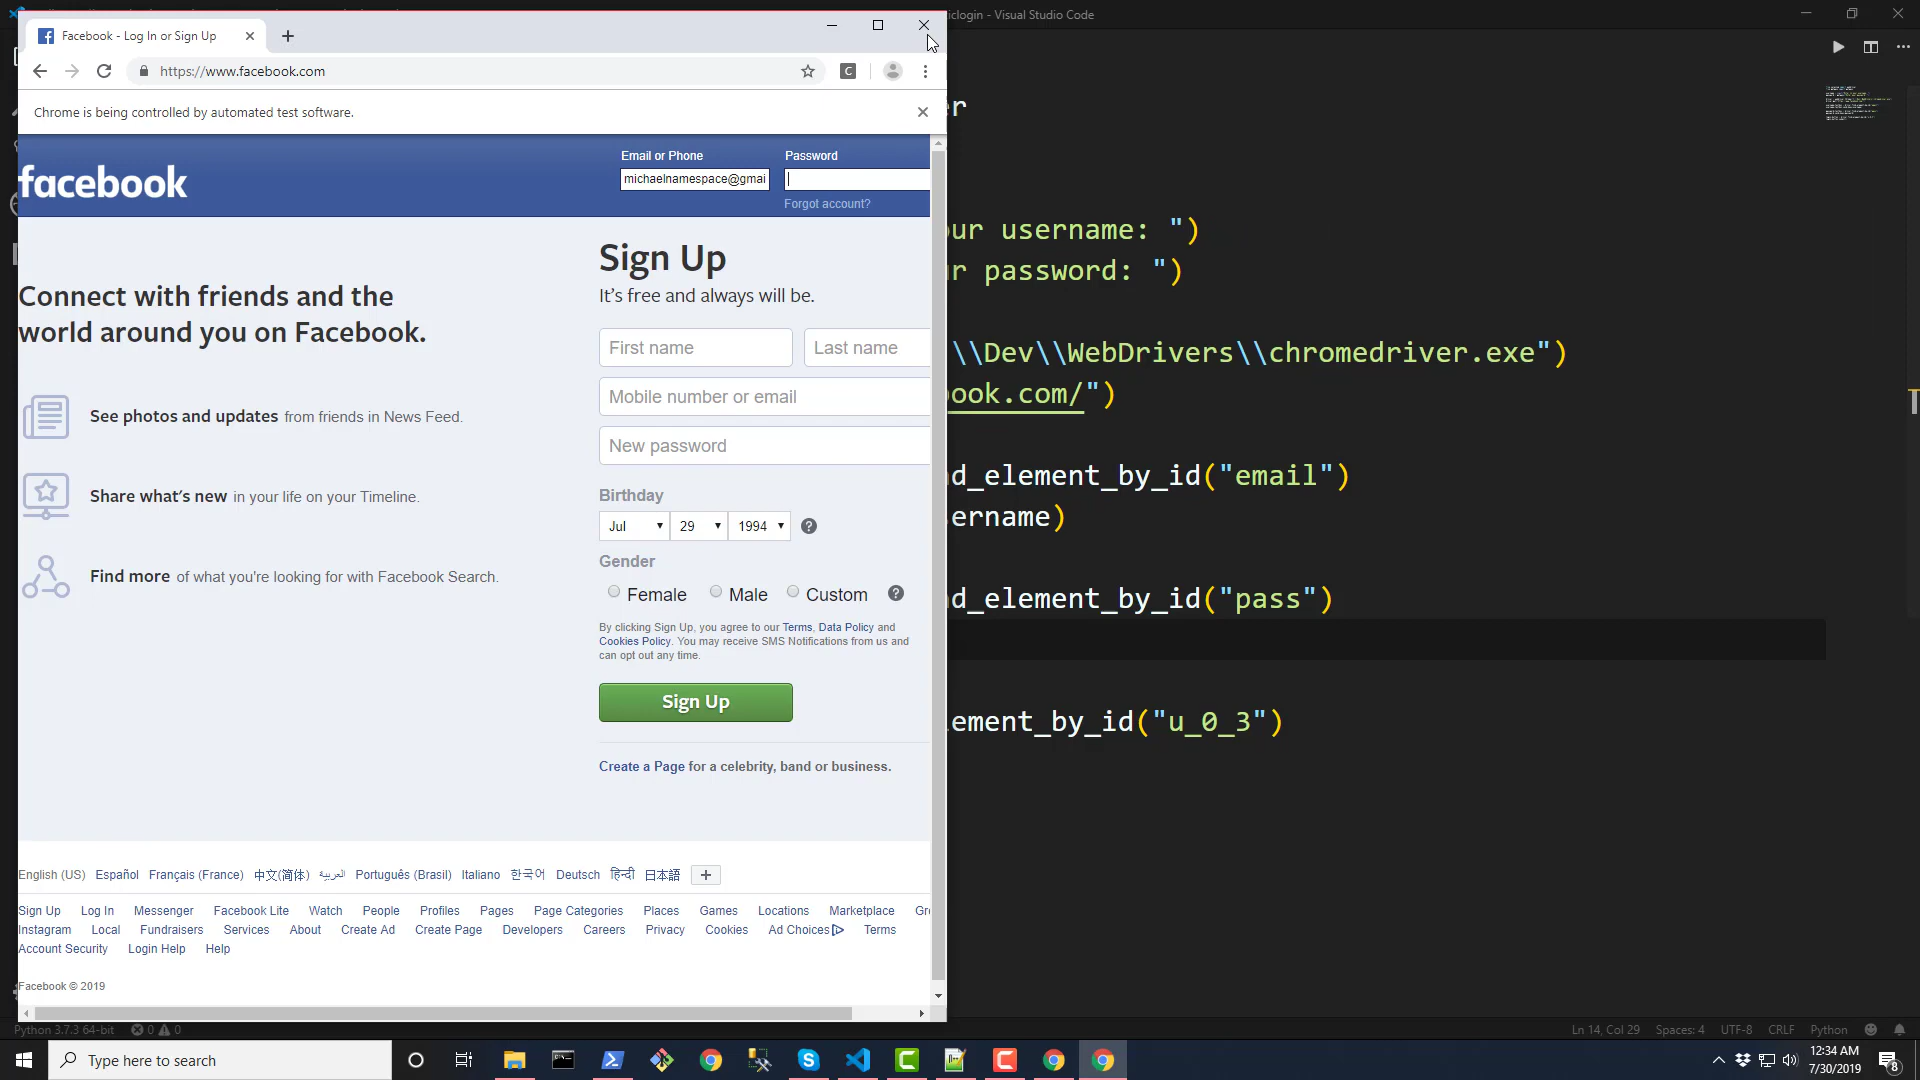 Facebook - Log In or Sign Up
iclogin - Visual Studio Code
https://www.facebook.com
C
Chrome is being controlled by automated test software.
er
facebook
Email or Phone
Password
michaelnamespace@gmai
Forgot account?
ur username: ")
r password: ")
\\Dev\\WebDrivers\\chromedriver.exe")
book.com/")
nd_element_by_id("email")
ername)
nd_element_by_id("pass")
lement_by_id("u_0_3")
Connect with friends and the
world around you on Facebook.
See photos and updates from friends in News Feed.
Share what's new in your life on your Timeline.
Find more of what you're looking for with Facebook Search.
Sign Up
It's free and always will be.
First name
Last name
Mobile number or email
New password
Birthday
Jul 29 1994
Gender
Female Male Custom
By clicking Sign Up, you agree to our Terms, Data Policy and
Cookies Policy. You may receive SMS Notifications from us and
can opt out any time.
Sign Up
Create a Page for a celebrity, band or business.
English (US) Español Français (France) 中文(简体) العربية Português (Brasil) Italiano 한국어 Deutsch हिन्दी 日本語 +
Sign Up Log In Messenger Facebook Lite Watch People Profiles Pages Page Categories Places Games Locations Marketplace Gr
Instagram Local Fundraisers Services About Create Ad Create Page Developers Careers Privacy Cookies Ad Choices Terms
Account Security Login Help Help
Facebook © 2019
Python 3.7.3 64-bit 0 0
Ln 14, Col 29 Spaces: 4 UTF-8 CRLF Python
Type here to search
12:34 AM
7/30/2019
8